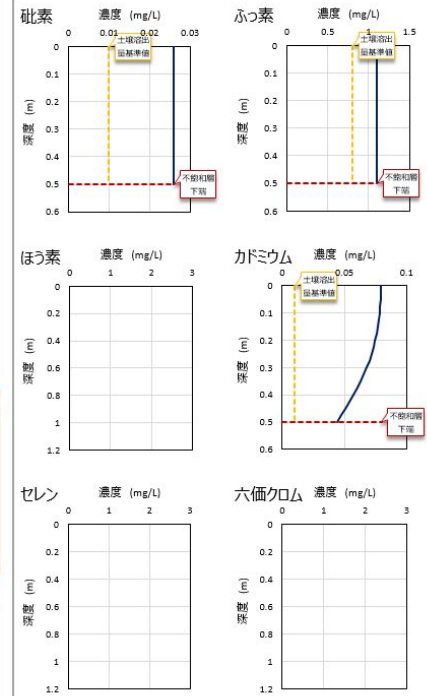 砒素 濃度 (mg/L)
0 0.01 0.02 0.03
土壌溶出
量基準値
0
0.1
0.2
0.3
0.4
0.5
0.6
深度 (m)
不飽和層
下端
ふっ素 濃度 (mg/L)
0 0.5 1 1.5
土壌溶出
量基準値
0
0.1
0.2
0.3
0.4
0.5
0.6
深度 (m)
不飽和層
下端
ほう素 濃度 (mg/L)
0 1 2 3
0
0.2
0.4
0.6
0.8
1
1.2
深度 (m)
カドミウム 濃度 (mg/L)
0 0.05 0.1
土壌溶出
量基準値
0
0.1
0.2
0.3
0.4
0.5
0.6
深度 (m)
不飽和層
下端
セレン 濃度 (mg/L)
0 1 2 3
0
0.2
0.4
0.6
0.8
1
1.2
深度 (m)
六価クロム 濃度 (mg/L)
0 1 2 3
0
0.2
0.4
0.6
0.8
1
1.2
深度 (m)